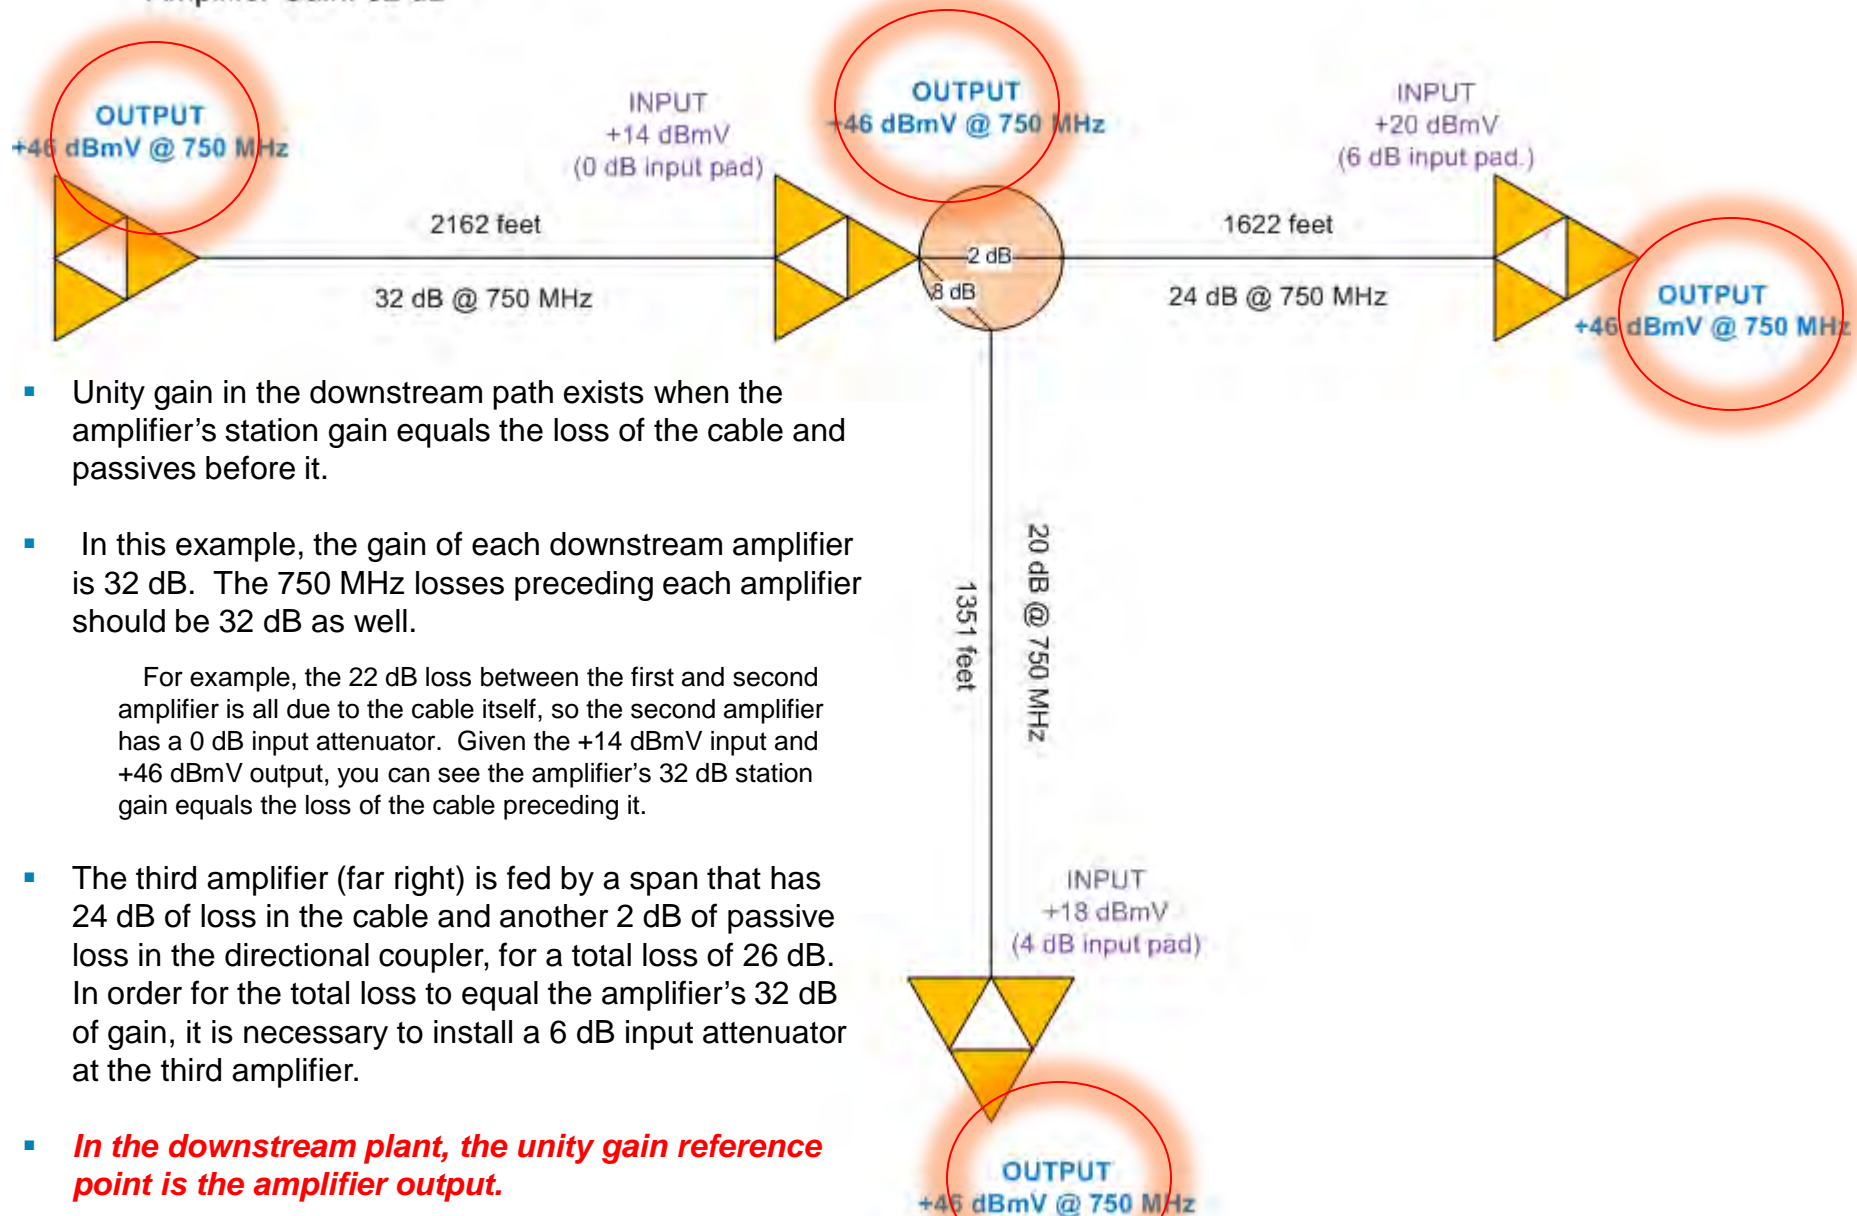 OUTPUT
+46 dBmV @ 750 MHz
INPUT
+14 dBmV
(0 dB input pad)
OUTPUT
+46 dBmV @ 750 MHz
INPUT
+20 dBmV
(6 dB input pad.)
2162 feet
32 dB @ 750 MHz
2 dB
8 dB
1622 feet
24 dB @ 750 MHz
OUTPUT
+46 dBmV @ 750 MHz
Unity gain in the downstream path exists when the
amplifier’s station gain equals the loss of the cable and
passives before it.
In this example, the gain of each downstream amplifier
is 32 dB. The 750 MHz losses preceding each amplifier
should be 32 dB as well.
For example, the 22 dB loss between the first and second
amplifier is all due to the cable itself, so the second amplifier
has a 0 dB input attenuator. Given the +14 dBmV input and
+46 dBmV output, you can see the amplifier’s 32 dB station
gain equals the loss of the cable preceding it.
The third amplifier (far right) is fed by a span that has
24 dB of loss in the cable and another 2 dB of passive
loss in the directional coupler, for a total loss of 26 dB.
In order for the total loss to equal the amplifier’s 32 dB
of gain, it is necessary to install a 6 dB input attenuator
at the third amplifier.
In the downstream plant, the unity gain reference
point is the amplifier output.
1351 feet
20 dB @ 750 MHz
INPUT
+18 dBmV
(4 dB input pad)
OUTPUT
+46 dBmV @ 750 MHz